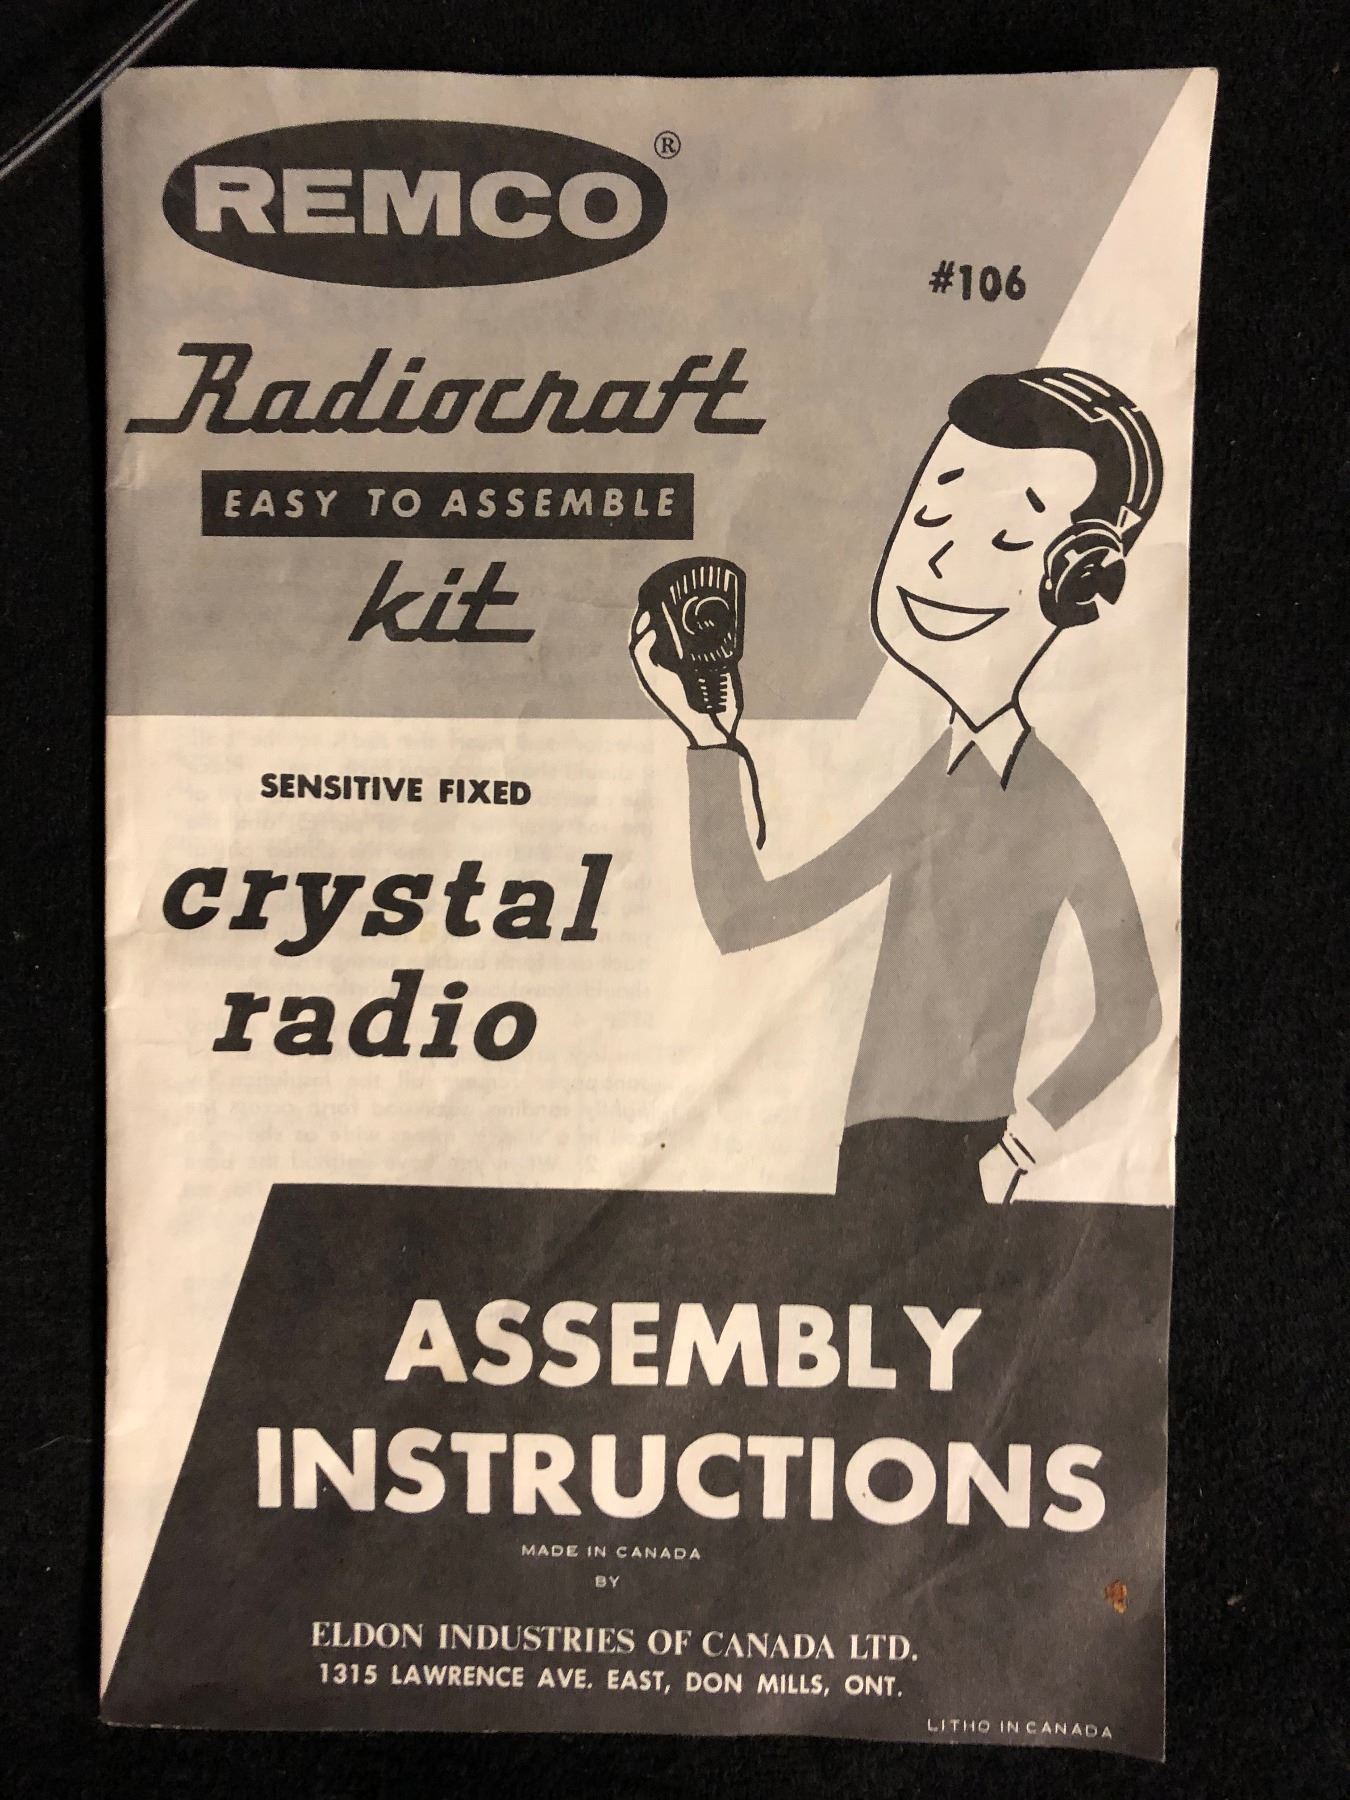 REMCO ®
#106
Radiocraft
EASY TO ASSEMBLE
kit
SENSITIVE FIXED
crystal
radio
ASSEMBLY
INSTRUCTIONS
MADE IN CANADA
BY
ELDON INDUSTRIES OF CANADA LTD.
1315 LAWRENCE AVE. EAST, DON MILLS, ONT.
LITHO IN CANADA